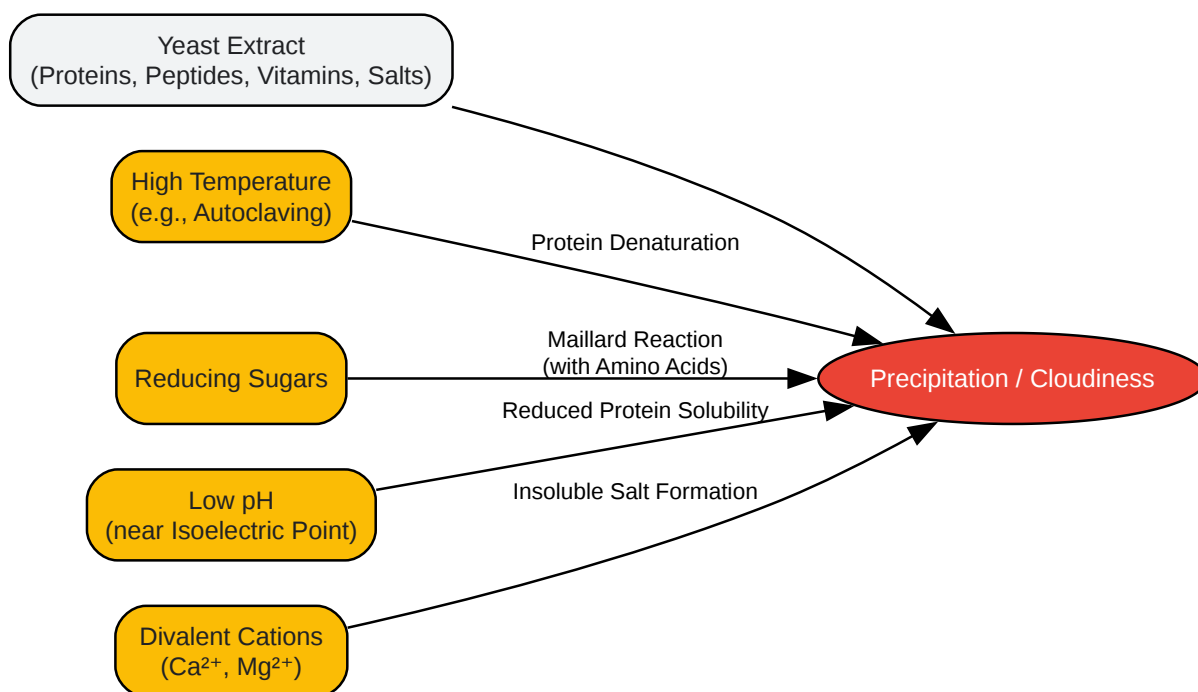 Yeast Extract
(Proteins, Peptides, Vitamins, Salts)
High Temperature
(e.g., Autoclaving)
Protein Denaturation
Reducing Sugars
Maillard Reaction
(with Amino Acids)
Precipitation / Cloudiness
Reduced Protein Solubility
Low pH
(near Isoelectric Point)
Insoluble Salt Formation
Divalent Cations
(Ca²⁺, Mg²⁺)